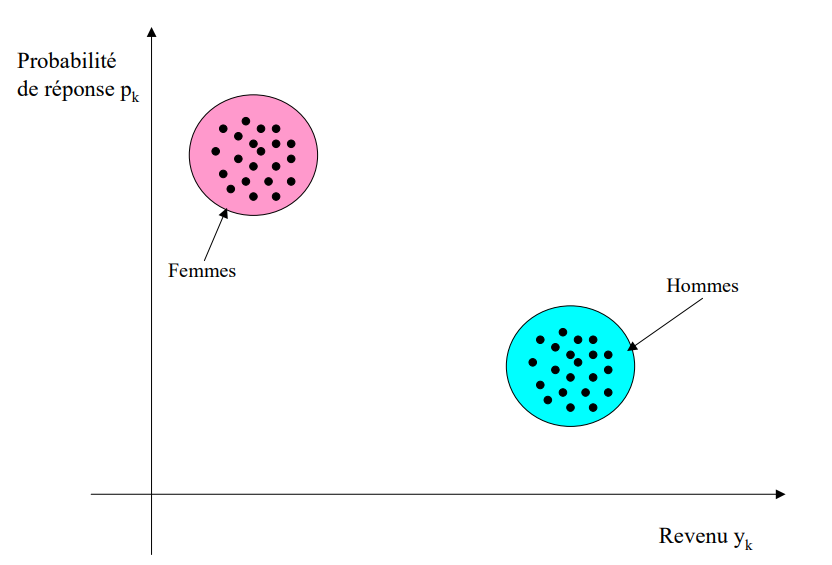 Probabilité
de réponse pk
Femmes
Hommes
Revenu yk